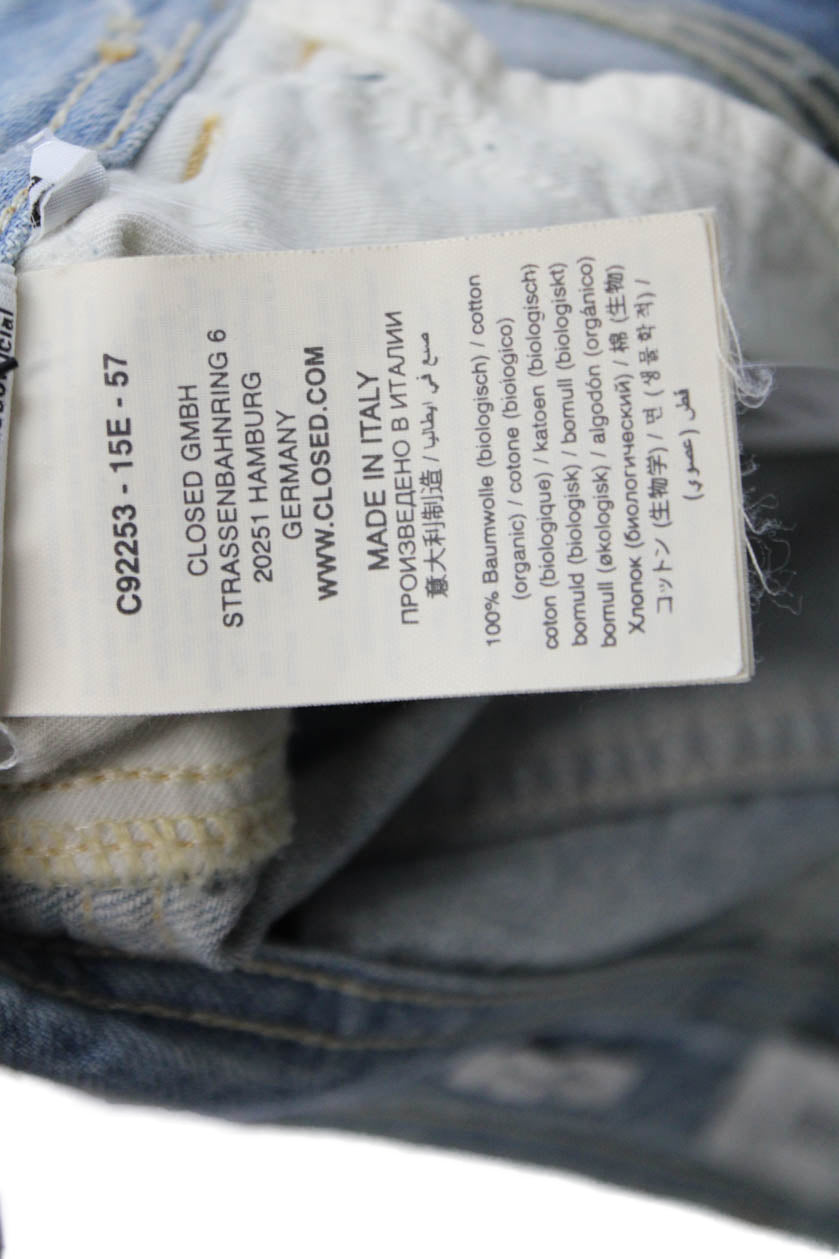 C92253 - 15E - 57
CLOSED GMBH
STRASSENBAHNRING 6
20251 HAMBURG
GERMANY
WWW.CLOSED.COM
MADE IN ITALY
ПРОИЗВЕДЕНО В ИТАЛИИ
意大利制造 / صنع في ايطاليا
100% Baumwolle (biologisch) / cotton
(organic) / cotone (biologico)
coton (biologique) / katoen (biologisch)
bomuld (biologisk) / bomull (biologiskt)
bomull (økologisk) / algodón (orgánico)
Хлопок (биологический) / 棉 (生物)
コットン (生物学) / 면 (생물학적) /
قطن (عضوي)